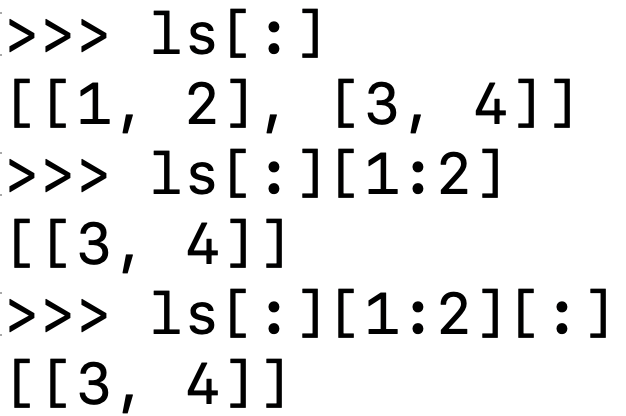 >>> ls[:]
[[1, 2], [3, 4]]
>>> ls[:][1:2]
[[3, 4]]
>>> ls[:][1:2][:]
[[3, 4]]